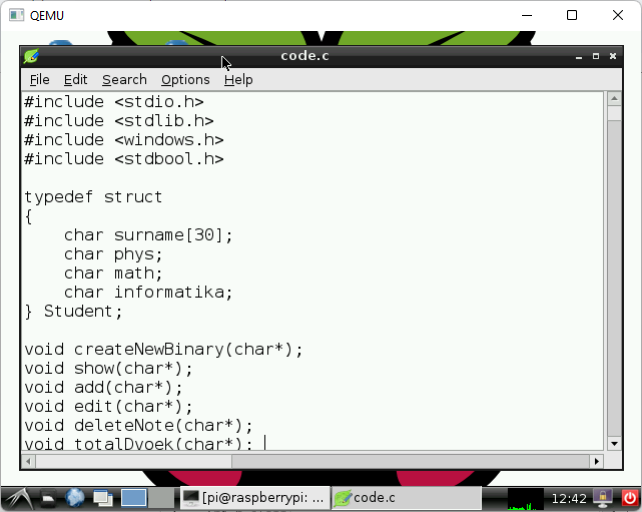 QEMU
code.c
File Edit Search Options Help
#include <stdio.h>
#include <stdlib.h>
#include <windows.h>
#include <stdbool.h>
typedef struct
{
char surname[30];
char phys;
char math;
char informatika;
} Student;
void createNewBinary(char*);
void show(char*);
void add(char*);
void edit(char*);
void deleteNote(char*);
void totalDvoek(char*);
[pi@raspberrypi: ... code.c 12:42